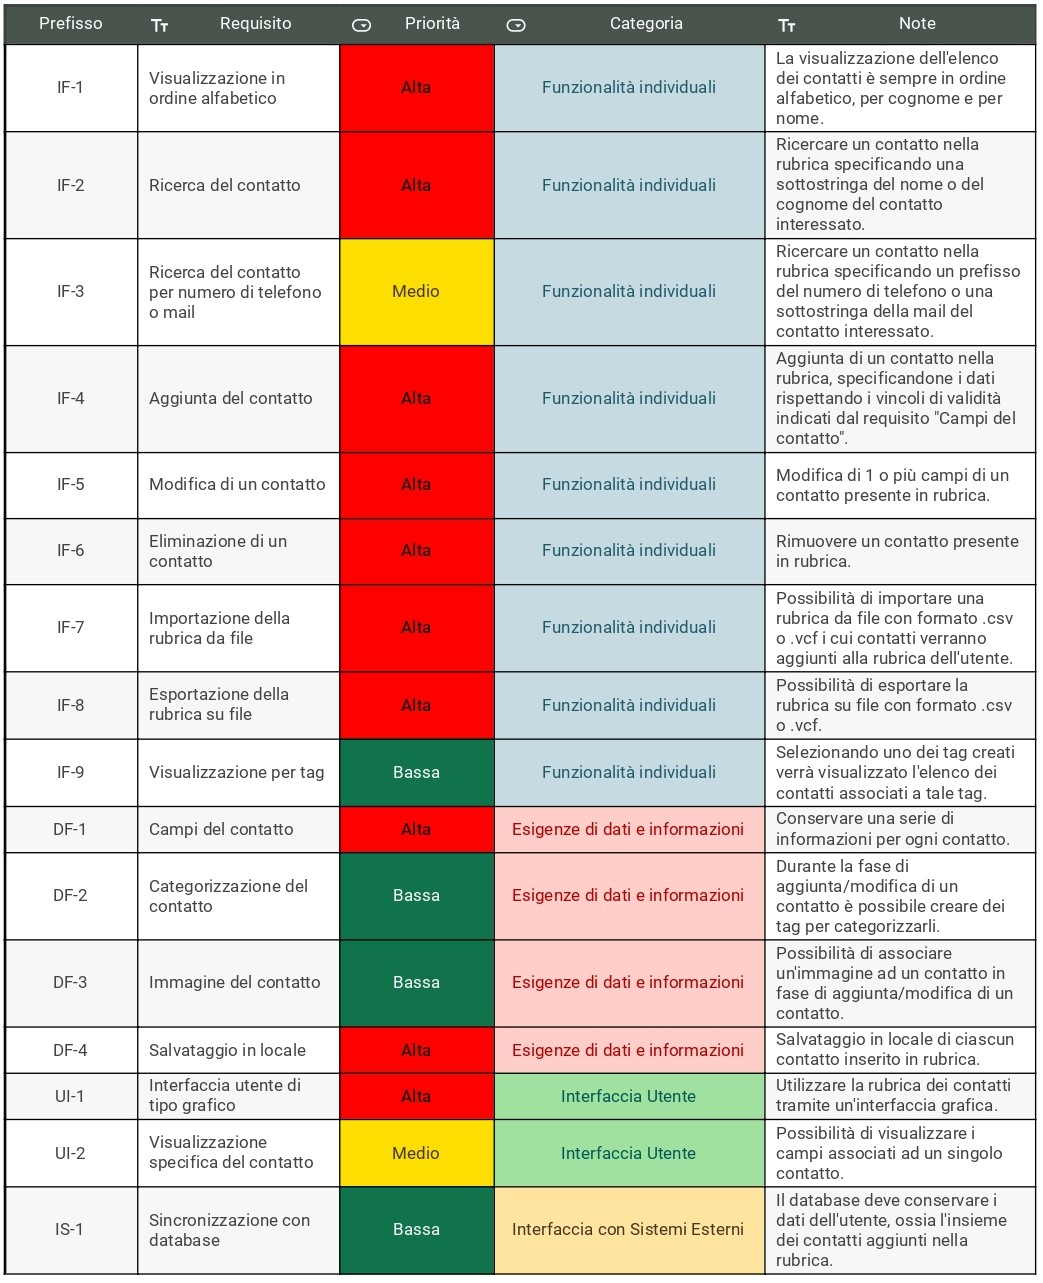 Prefisso Requisito Priorità Categoria Note
IF-1
Visualizzazione in
ordine alfabetico
Alta
Funzionalità individuali
La visualizzazione dell'elenco
dei contatti è sempre in ordine
alfabetico, per cognome e per
nome.
IF-2
Ricerca del contatto
Alta
Funzionalità individuali
Ricercare un contatto nella
rubrica specificando una
sottostringa del nome o del
cognome del contatto
interessato.
IF-3
Ricerca del contatto
per numero di telefono
o mail
Medio
Funzionalità individuali
Ricercare un contatto nella
rubrica specificando un prefisso
del numero di telefono o una
sottostringa della mail del
contatto interessato.
IF-4
Aggiunta del contatto
Alta
Funzionalità individuali
Aggiunta di un contatto nella
rubrica, specificandone i dati
rispettando i vincoli di validità
indicati dal requisito "Campi del
contatto".
IF-5
Modifica di un contatto
Alta
Funzionalità individuali
Modifica di 1 o più campi di un
contatto presente in rubrica.
IF-6
Eliminazione di un
contatto
Alta
Funzionalità individuali
Rimuovere un contatto presente
in rubrica.
IF-7
Importazione della
rubrica da file
Alta
Funzionalità individuali
Possibilità di importare una
rubrica da file con formato .csv
o .vcf i cui contatti verranno
aggiunti alla rubrica dell'utente.
IF-8
Esportazione della
rubrica su file
Alta
Funzionalità individuali
Possibilità di esportare la
rubrica su file con formato .csv
o .vcf.
IF-9
Visualizzazione per tag
Bassa
Funzionalità individuali
Selezionando uno dei tag creati
verrà visualizzato l'elenco dei
contatti associati a tale tag.
DF-1
Campi del contatto
Alta
Esigenze di dati e informazioni
Conservare una serie di
informazioni per ogni contatto.
DF-2
Categorizzazione del
contatto
Bassa
Esigenze di dati e informazioni
Durante la fase di
aggiunta/modifica di un
contatto è possibile creare dei
tag per categorizzarli.
DF-3
Immagine del contatto
Bassa
Esigenze di dati e informazioni
Possibilità di associare
un'immagine ad un contatto in
fase di aggiunta/modifica di un
contatto.
DF-4
Salvataggio in locale
Alta
Esigenze di dati e informazioni
Salvataggio in locale di ciascun
contatto inserito in rubrica.
UI-1
Interfaccia utente di
tipo grafico
Alta
Interfaccia Utente
Utilizzare la rubrica dei contatti
tramite un'interfaccia grafica.
UI-2
Visualizzazione
specifica del contatto
Medio
Interfaccia Utente
Possibilità di visualizzare i
campi associati ad un singolo
contatto.
IS-1
Sincronizzazione con
database
Bassa
Interfaccia con Sistemi Esterni
Il database deve conservare i
dati dell'utente, ossia l'insieme
dei contatti aggiunti nella
rubrica.